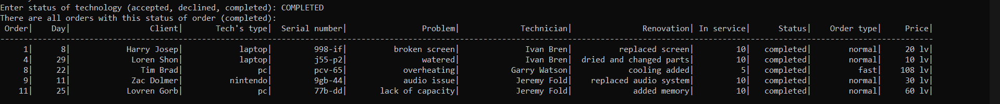 Enter status of technology (accepted, declined, completed): COMPLETED
There are all orders with this status of order (completed):
Order| Day| Client| Tech's type| Serial number| Problem| Technician| Renovation| In service| Status| Order type| Price|
----------------------------------------------------------------------------------------------------------------------------------------------------------------------------------------------------
1| 8| Harry Josep| laptop| 998-if| broken screen| Ivan Bren| replaced screen| 10| completed| normal| 20 lv|
4| 29| Loren Shon| laptop| j55-p2| watered| Ivan Bren| dried and changed parts| 10| completed| normal| 10 lv|
8| 22| Tim Brad| pc| pcv-65| overheating| Garry Watson| cooling added| 5| completed| fast| 108 lv|
9| 11| Zac Dolmer| nintendo| 9gb-44| audio issue| Jeremy Fold| replaced audio system| 10| completed| normal| 30 lv|
11| 25| Lovren Gorb| pc| 77b-dd| lack of capacity| Jeremy Fold| added memory| 10| completed| normal| 60 lv|